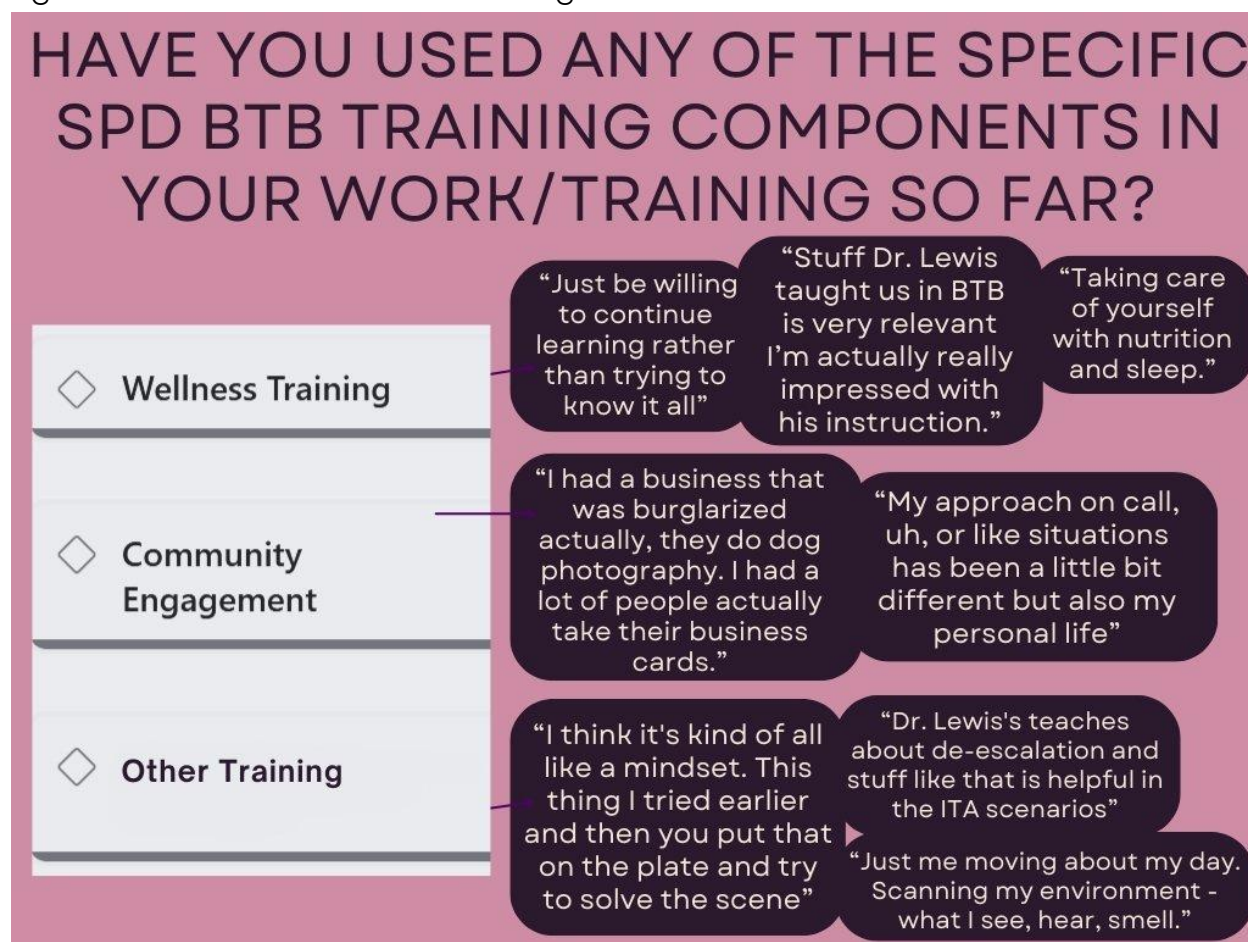 HAVE YOU USED ANY OF THE SPECIFIC
SPD BTB TRAINING COMPONENTS IN
YOUR WORK/TRAINING SO FAR?
Wellness Training
“Just be willing
to continue
learning rather
than trying to
know it all”
“Stuff Dr. Lewis
taught us in BTB
is very relevant
I’m actually really
impressed with
his instruction.”
“Taking care
of yourself
with nutrition
and sleep.”
Community
Engagement
“I had a business that
was burglarized
actually, they do dog
photography. I had a
lot of people actually
take their business
cards.”
“My approach on call,
uh, or like situations
has been a little bit
different but also my
personal life”
Other Training
“I think it's kind of all
like a mindset. This
thing I tried earlier
and then you put that
on the plate and try
to solve the scene”
“Dr. Lewis's teaches
about de-escalation and
stuff like that is helpful in
the ITA scenarios”
“Just me moving about my day.
Scanning my environment -
what I see, hear, smell.”